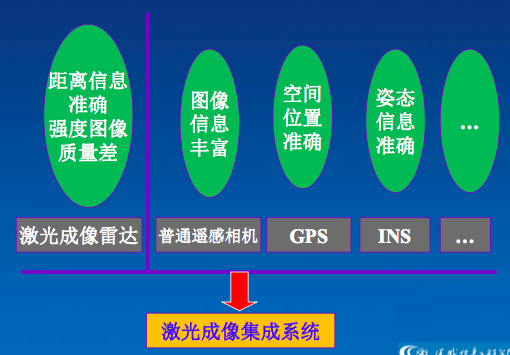 距离信息
准确
强度图像
质量差
图像
信息
丰富
空间
位置
准确
姿态
信息
准确
...
激光成像雷达
普通遥感相机
GPS
INS
...
激光成像集成系统